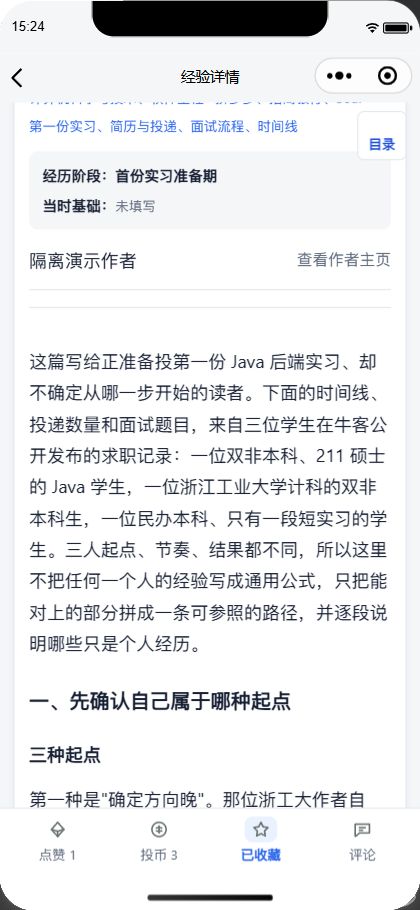 15:24
经验详情
第一份实习、简历与投递、面试流程、时间线
目录
经历阶段：首份实习准备期
当时基础：未填写
隔离演示作者
查看作者主页
这篇写给正准备投第一份 Java 后端实习、却
不确定从哪一步开始的读者。下面的时间线、
投递数量和面试题目，来自三位学生在牛客公
开发布的求职记录：一位双非本科、211 硕士
的 Java 学生，一位浙江工业大学计科的双非
本科生，一位民办本科、只有一段短实习的学
生。三人起点、节奏、结果都不同，所以这里
不把任何一个人的经验写成通用公式，只把能
对上的部分拼成一条可参照的路径，并逐段说
明哪些只是个人经历。
一、先确认自己属于哪种起点
三种起点
第一种是"确定方向晚"。那位浙工大作者自
点赞 1
投币 3
已收藏
评论